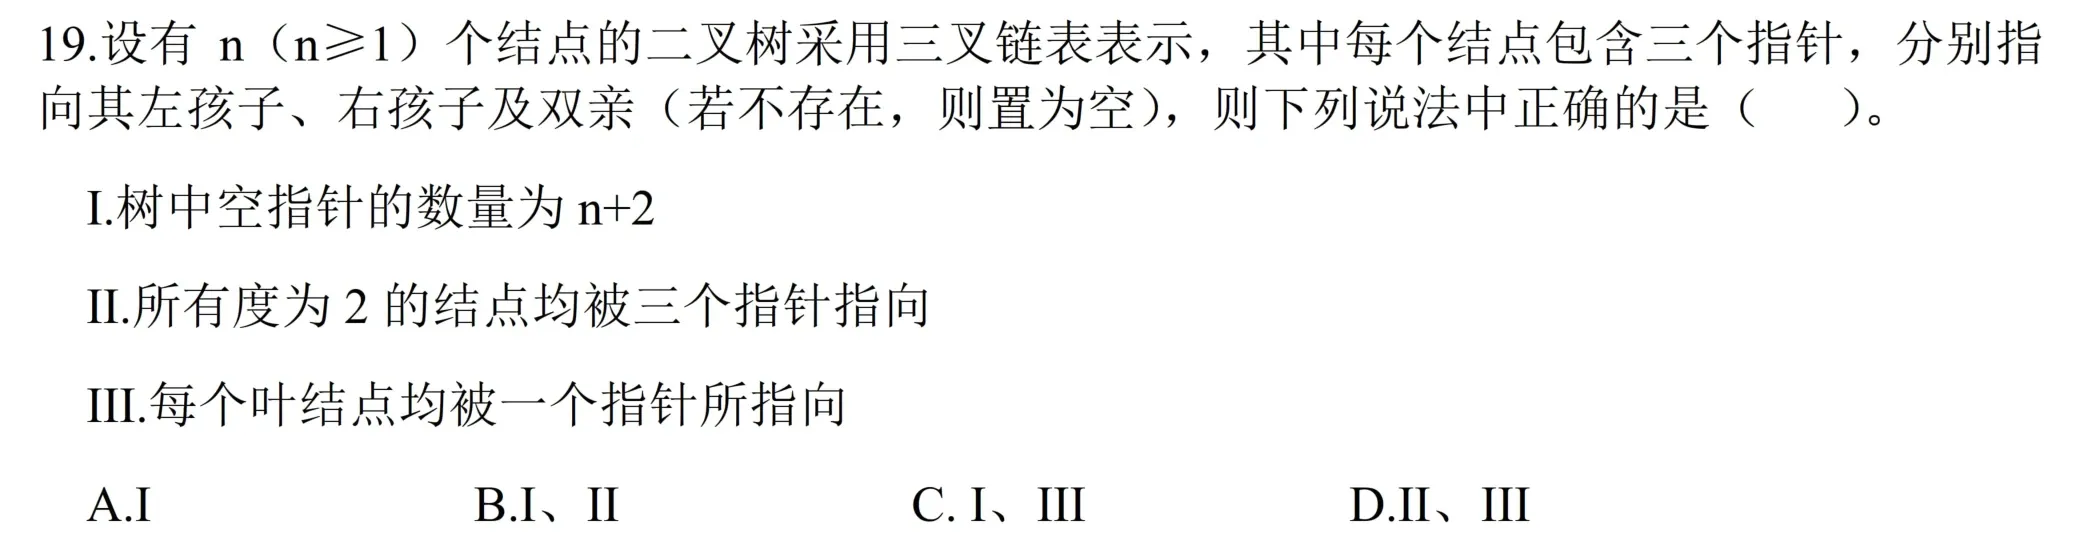 19.设有 n（n≥1）个结点的二叉树采用三叉链表表示，其中每个结点包含三个指针，分别指
向其左孩子、右孩子及双亲（若不存在，则置为空），则下列说法中正确的是（　　）。
I.树中空指针的数量为 n+2
II.所有度为 2 的结点均被三个指针指向
III.每个叶结点均被一个指针所指向
A.I B.I、II C. I、III D.II、III